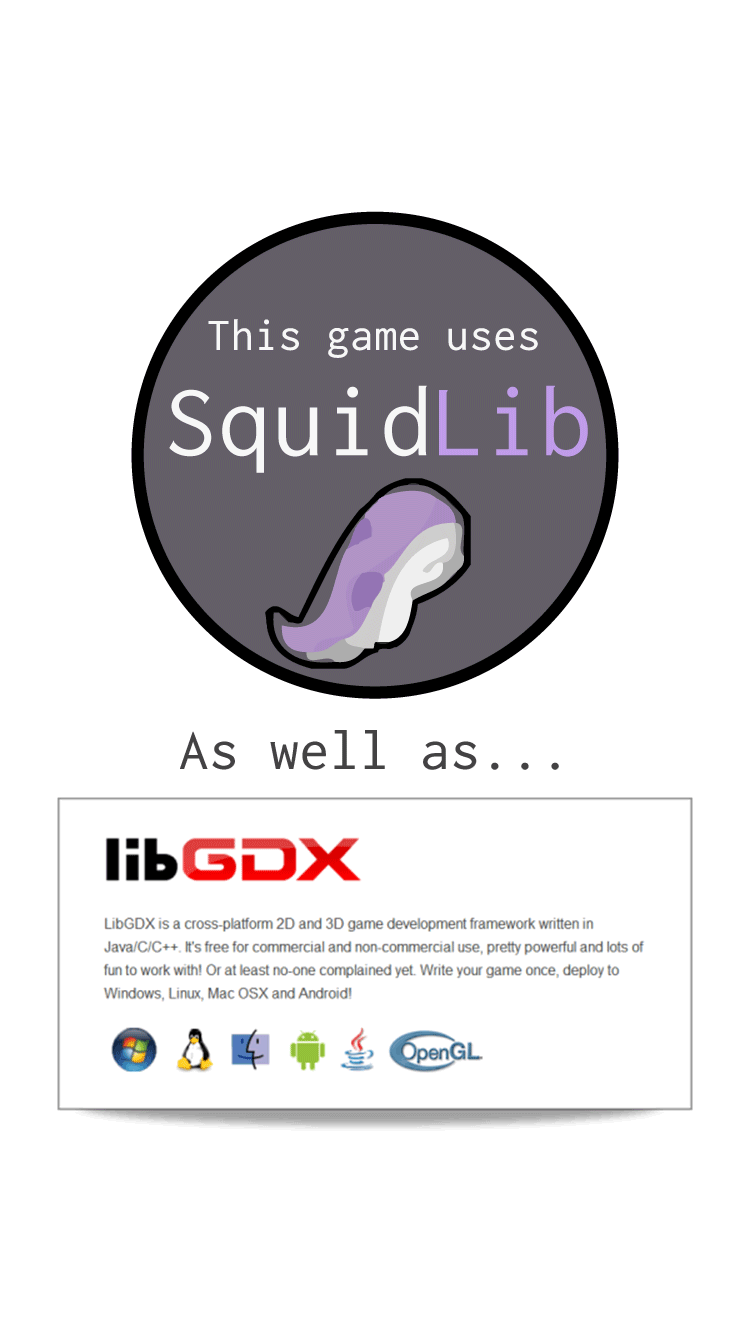 This game uses
SquidLib
As well as...
libGDX
LibGDX is a cross-platform 2D and 3D game development framework written in
Java/C/C++. It's free for commercial and non-commercial use, pretty powerful and lots of
fun to work with! Or at least no-one complained yet. Write your game once, deploy to
Windows, Linux, Mac OSX and Android!
OpenGL